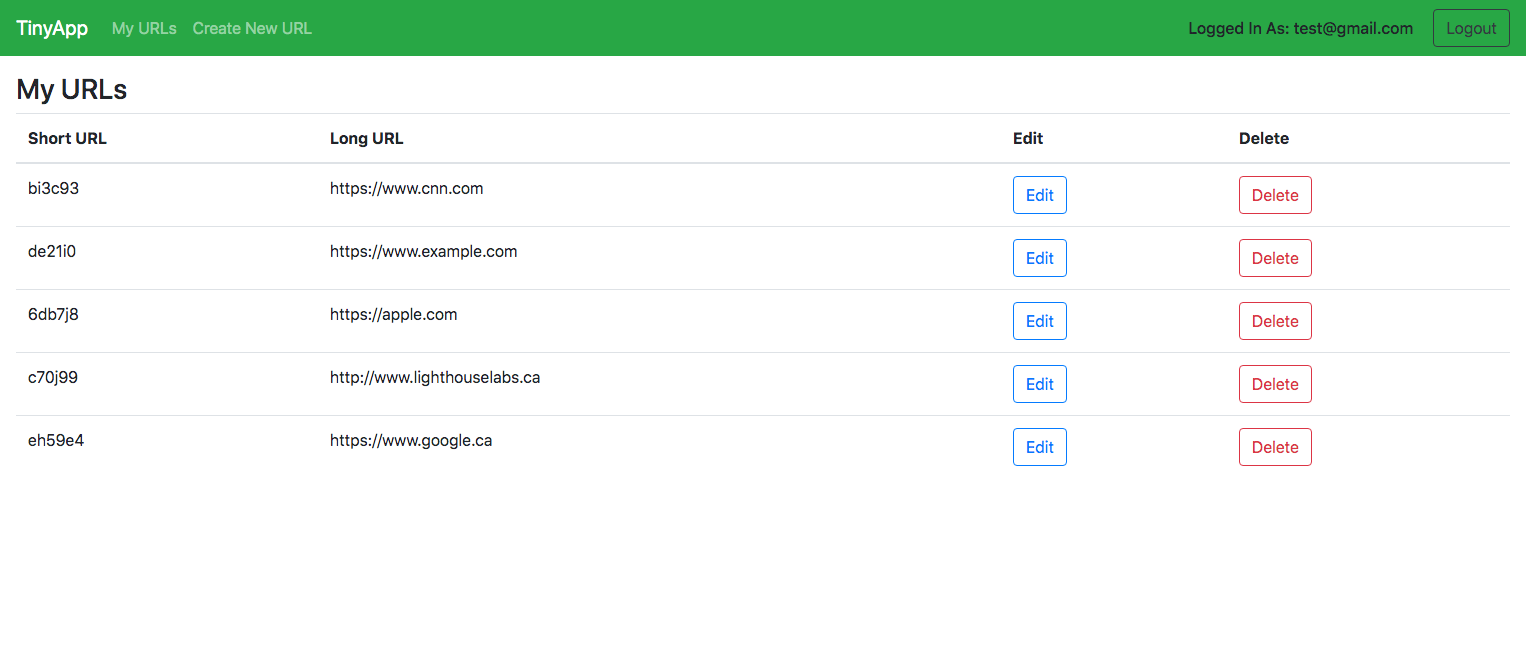 TinyApp My URLs Create New URL Logged In As: test@gmail.com Logout
My URLs
Short URL Long URL Edit Delete
bi3c93 https://www.cnn.com Edit Delete
de21i0 https://www.example.com Edit Delete
6db7j8 https://apple.com Edit Delete
c70j99 http://www.lighthouselabs.ca Edit Delete
eh59e4 https://www.google.ca Edit Delete